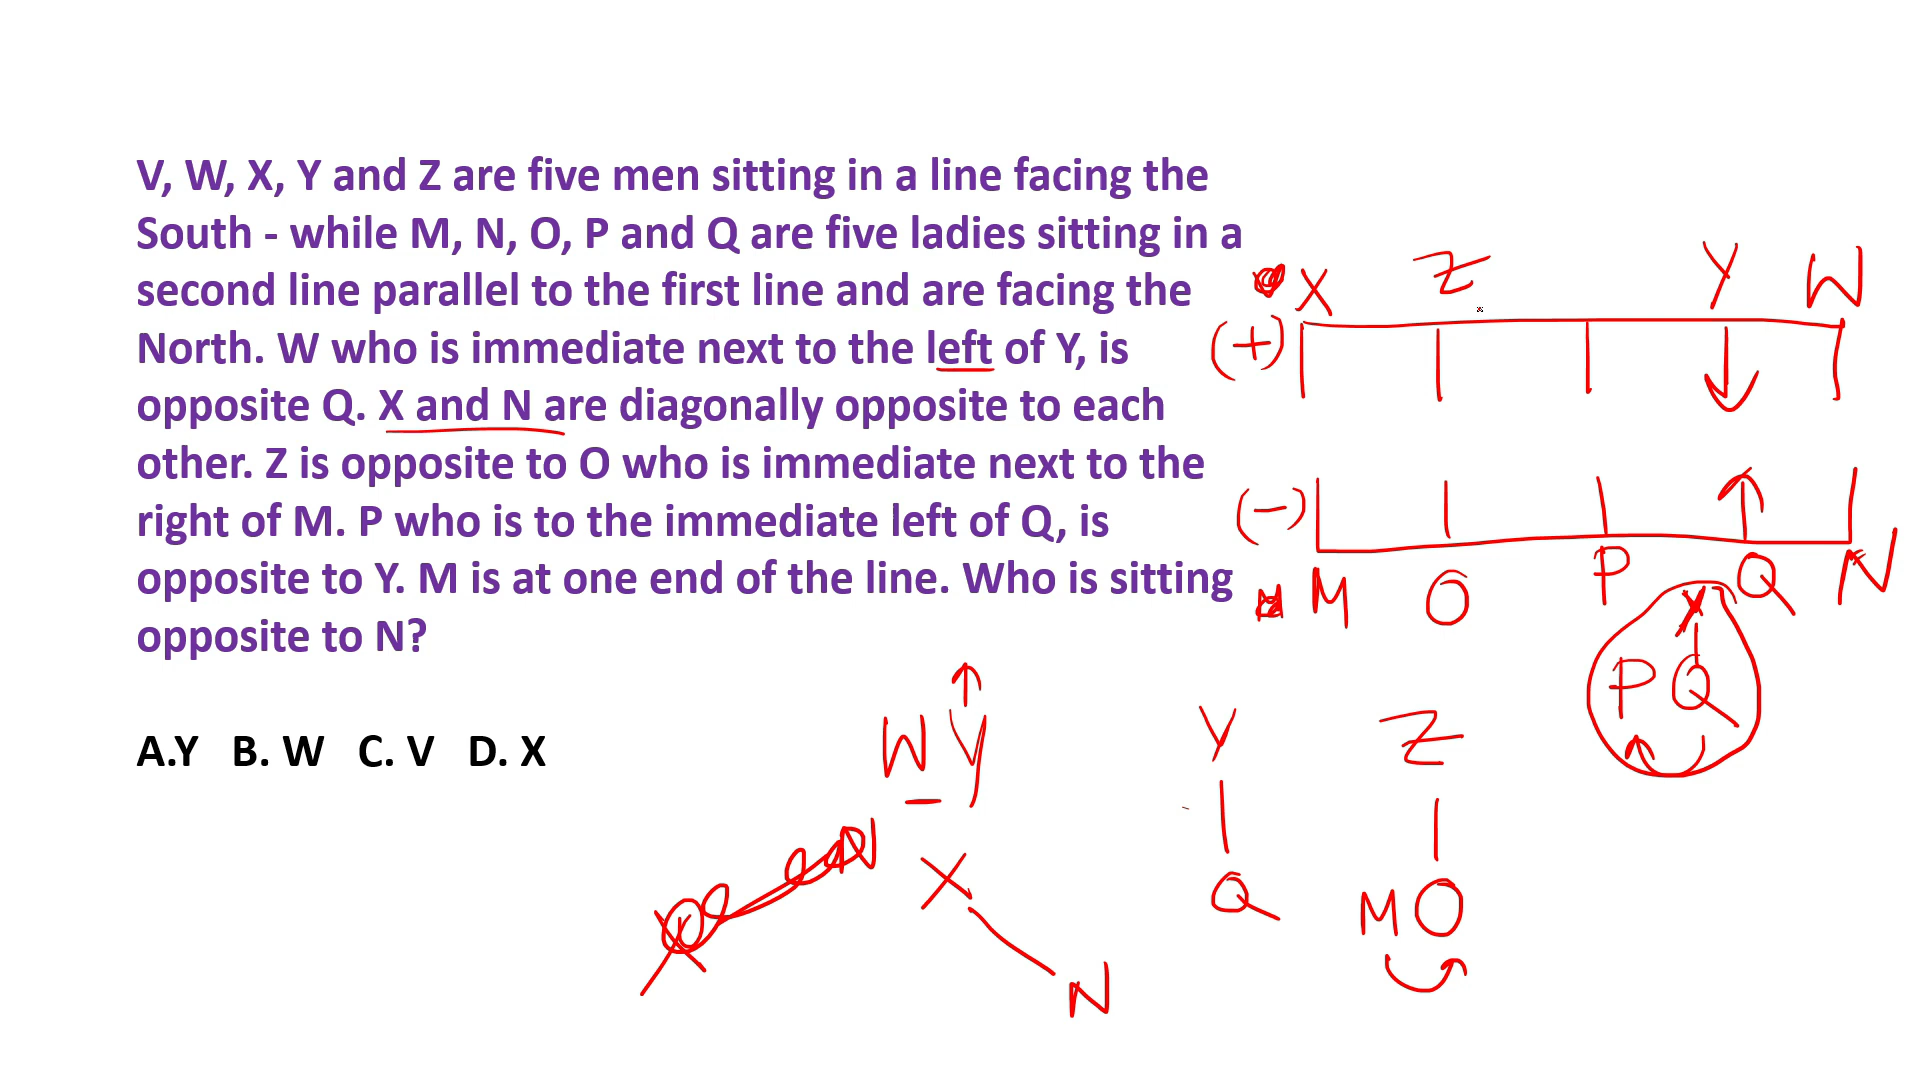 V, W, X, Y and Z are five men sitting in a line facing the
South - while M, N, O, P and Q are five ladies sitting in a
second line parallel to the first line and are facing the
North. W who is immediate next to the left of Y, is
opposite Q. X and N are diagonally opposite to each
other. Z is opposite to O who is immediate next to the
right of M. P who is to the immediate left of Q, is
opposite to Y. M is at one end of the line. Who is sitting
opposite to N?
A.Y B. W C. V D. X
X Z Y W
(+)
(-)
M O P Q N
P Q
W Y
Y Z
Q M O
X
N